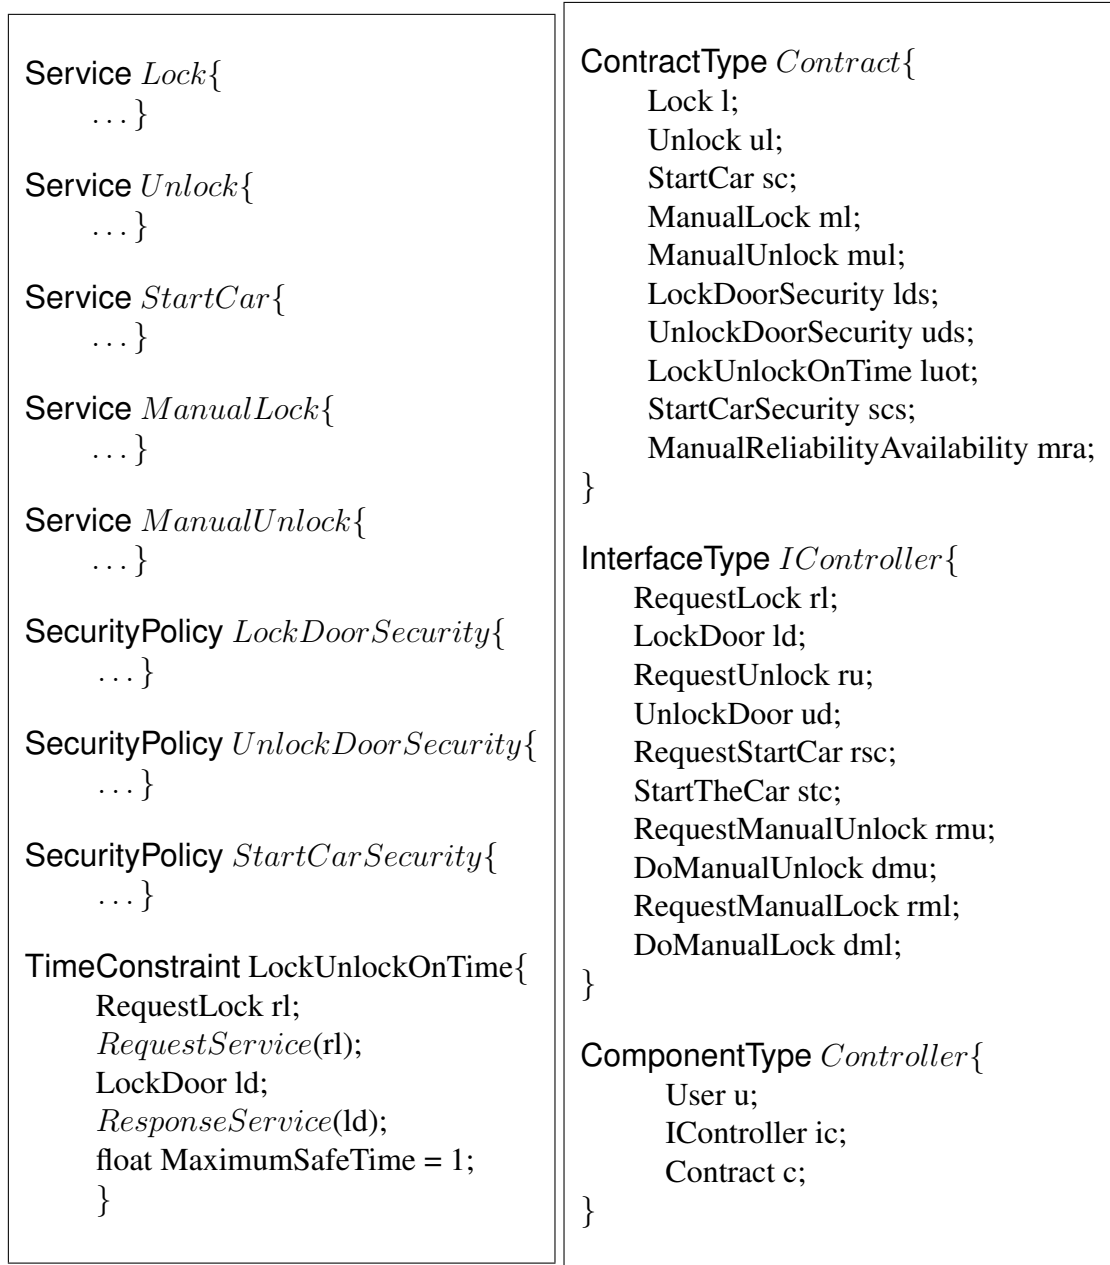 Service Lock{
...}
Service Unlock{
...}
Service StartCar{
...}
Service ManualLock{
...}
Service ManualUnlock{
...}
SecurityPolicy LockDoorSecurity{
...}
SecurityPolicy UnlockDoorSecurity{
...}
SecurityPolicy StartCarSecurity{
...}
TimeConstraint LockUnlockOnTime{
RequestLock rl;
RequestService(rl);
LockDoor ld;
ResponseService(ld);
float MaximumSafeTime = 1;
}
ContractType Contract{
Lock l;
Unlock ul;
StartCar sc;
ManualLock ml;
ManualUnlock mul;
LockDoorSecurity lds;
UnlockDoorSecurity uds;
LockUnlockOnTime luot;
StartCarSecurity scs;
ManualReliabilityAvailability mra;
}
InterfaceType IController{
RequestLock rl;
LockDoor ld;
RequestUnlock ru;
UnlockDoor ud;
RequestStartCar rsc;
StartTheCar stc;
RequestManualUnlock rmu;
DoManualUnlock dmu;
RequestManualLock rml;
DoManualLock dml;
}
ComponentType Controller{
User u;
IController ic;
Contract c;
}